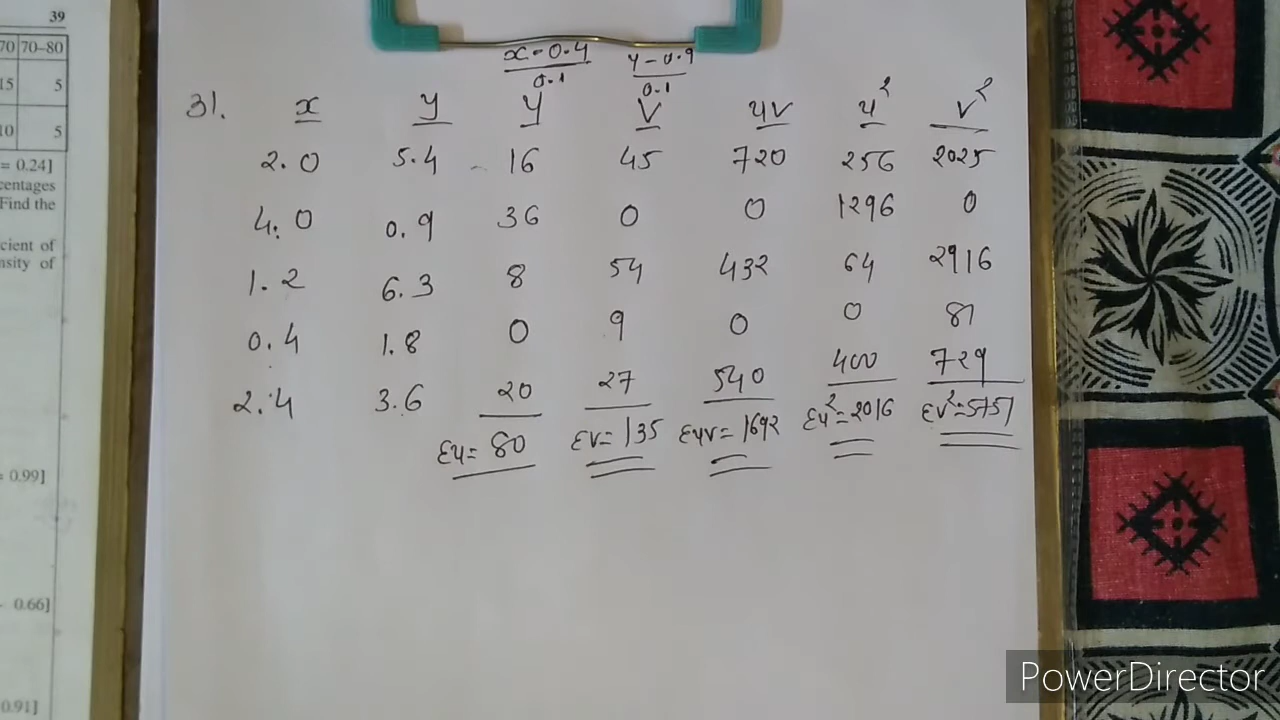 39
70 70-80
15 5
10 5
= 0.24]
centages
Find the
cient of
nsity of
= 0.99]
0.66]
0.91]
x-0.4 y-0.9
0.1 0.1
31. x y u v uv u² v²
2.0 5.4 16 45 720 256 2025
4.0 0.9 36 0 0 1296 0
1.2 6.3 8 54 432 64 2916
0.4 1.8 0 9 0 0 81
2.4 3.6 20 27 540 400 729
Σu= 80 Σv= 135 Σuv= 1692 Σu²=2016 Σv²=5751
PowerDirector